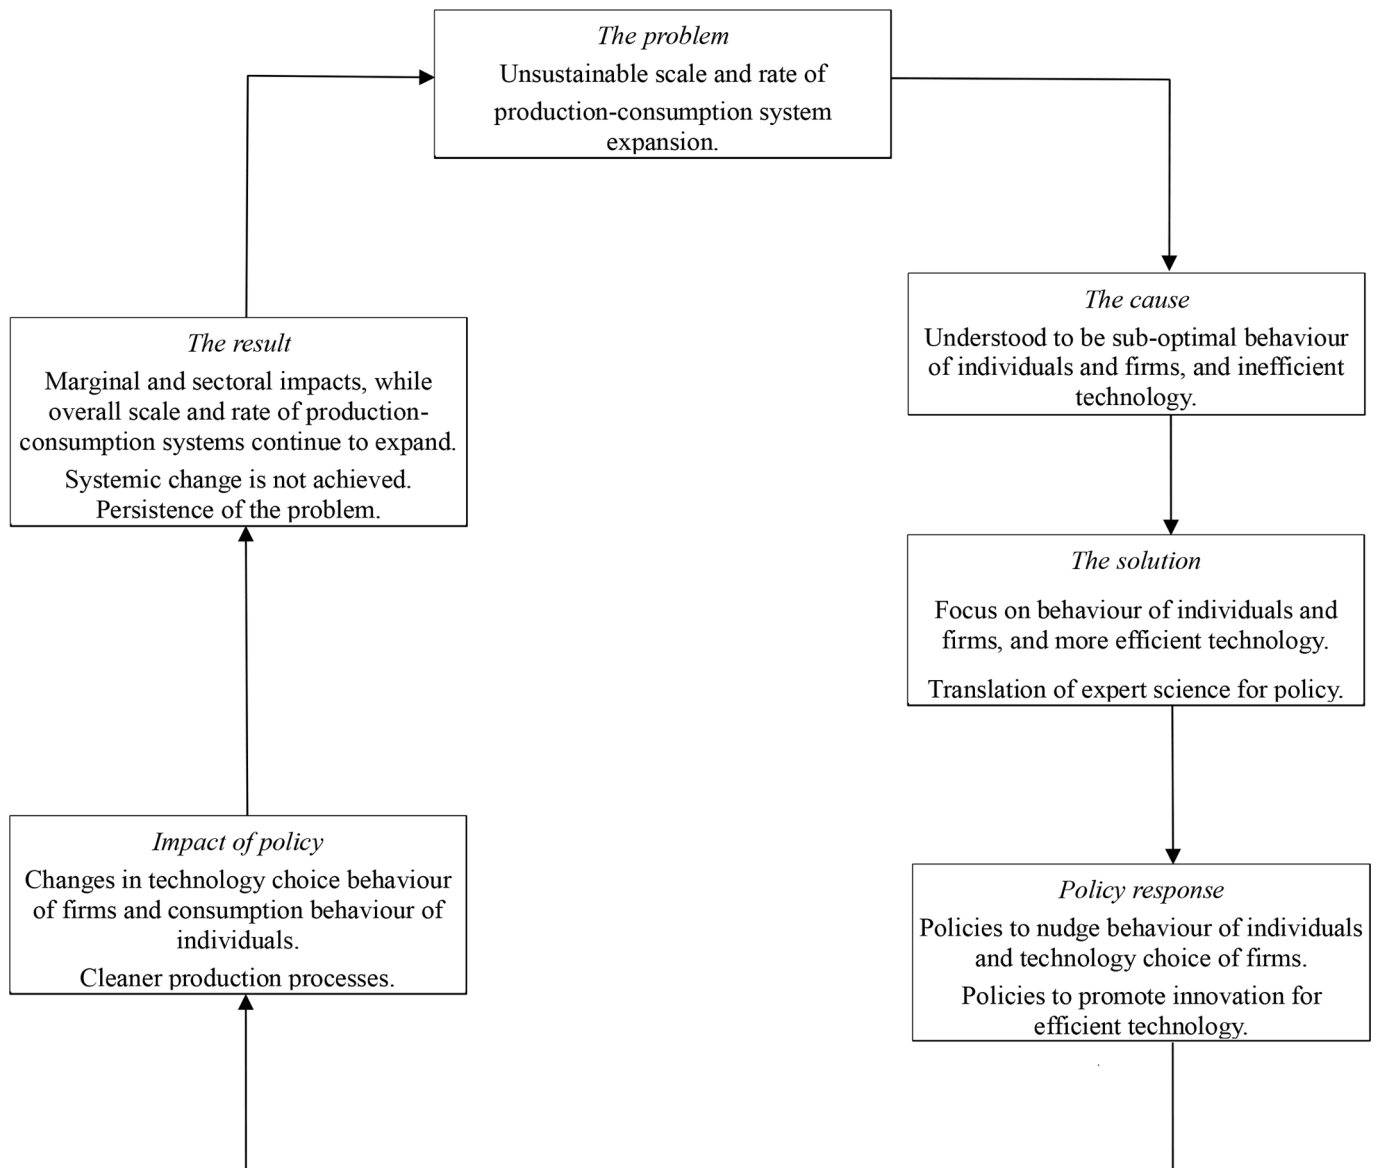 The problem
Unsustainable scale and rate of
production-consumption system
expansion.
The cause
Understood to be sub-optimal behaviour
of individuals and firms, and inefficient
technology.
The solution
Focus on behaviour of individuals and
firms, and more efficient technology.
Translation of expert science for policy.
Policy response
Policies to nudge behaviour of individuals
and technology choice of firms.
Policies to promote innovation for
efficient technology.
Impact of policy
Changes in technology choice behaviour
of firms and consumption behaviour of
individuals.
Cleaner production processes.
The result
Marginal and sectoral impacts, while
overall scale and rate of production-
consumption systems continue to expand.
Systemic change is not achieved.
Persistence of the problem.